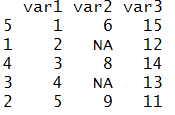 var1 var2 var3
5 1 6 15
1 2 NA 12
4 3 8 14
3 4 NA 13
2 5 9 11